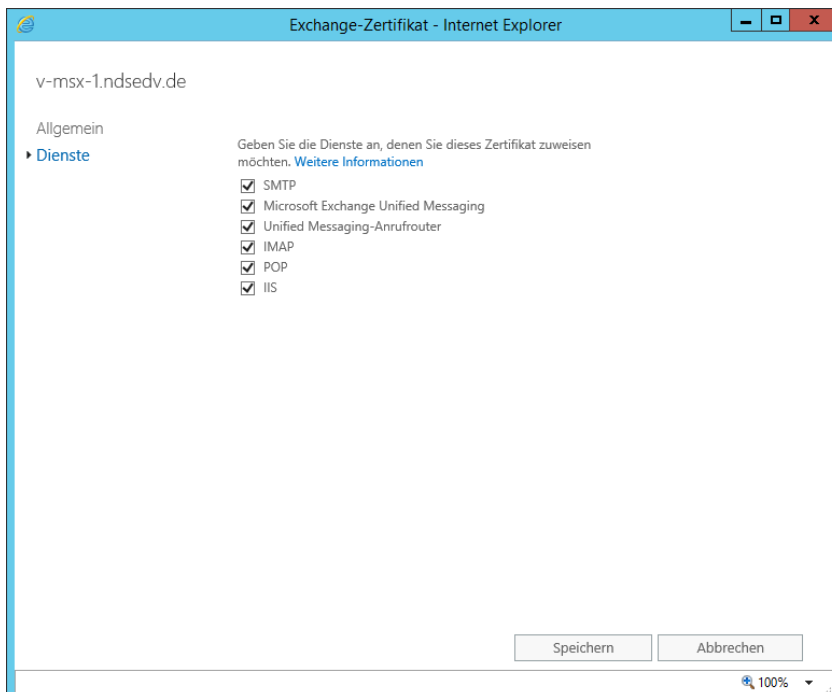 Exchange-Zertifikat - Internet Explorer
v-msx-1.ndsedv.de
Allgemein
Dienste
Geben Sie die Dienste an, denen Sie dieses Zertifikat zuweisen
möchten. Weitere Informationen
SMTP
Microsoft Exchange Unified Messaging
Unified Messaging-Anrufrouter
IMAP
POP
IIS
Speichern
Abbrechen
100%